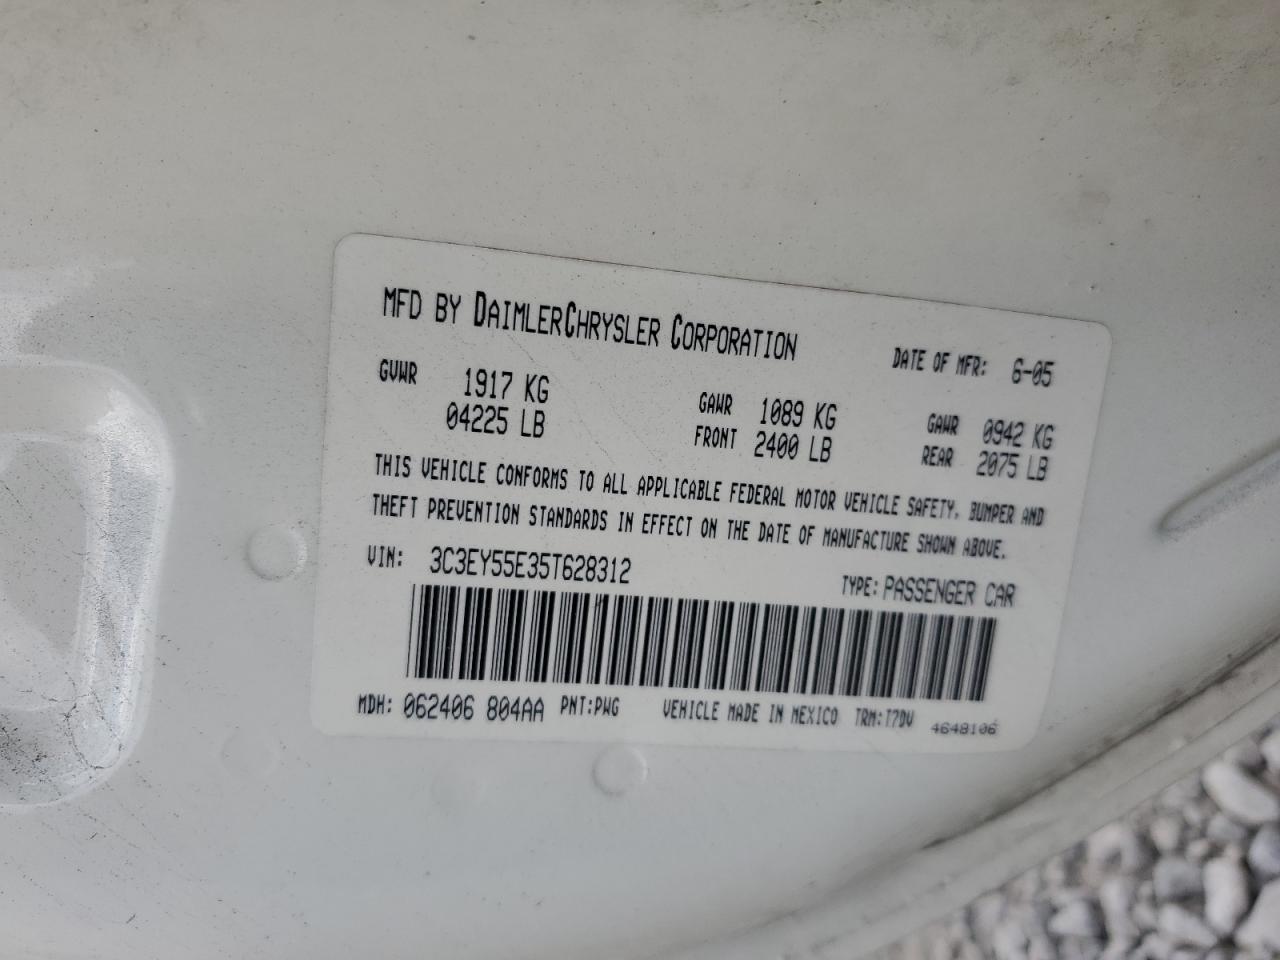 MFD BY DAIMLERCHRYSLER CORPORATION DATE OF MFR: 6-05
GVWR 1917 KG GAWR 1089 KG GAWR 0942 KG
04225 LB FRONT 2400 LB REAR 2075 LB
THIS VEHICLE CONFORMS TO ALL APPLICABLE FEDERAL MOTOR VEHICLE SAFETY, BUMPER AND
THEFT PREVENTION STANDARDS IN EFFECT ON THE DATE OF MANUFACTURE SHOWN ABOVE.
VIN: 3C3EY55E35T628312 TYPE: PASSENGER CAR
MDH: 062406 804AA PNT:PWG VEHICLE MADE IN MEXICO TRM:T7DV 4648106